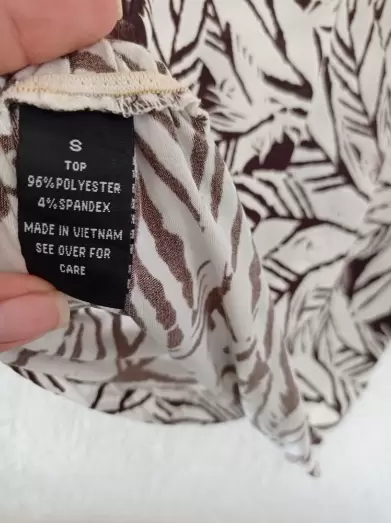 S
TOP
96%POLYESTER
4%SPANDEX
MADE IN VIETNAM
SEE OVER FOR
CARE